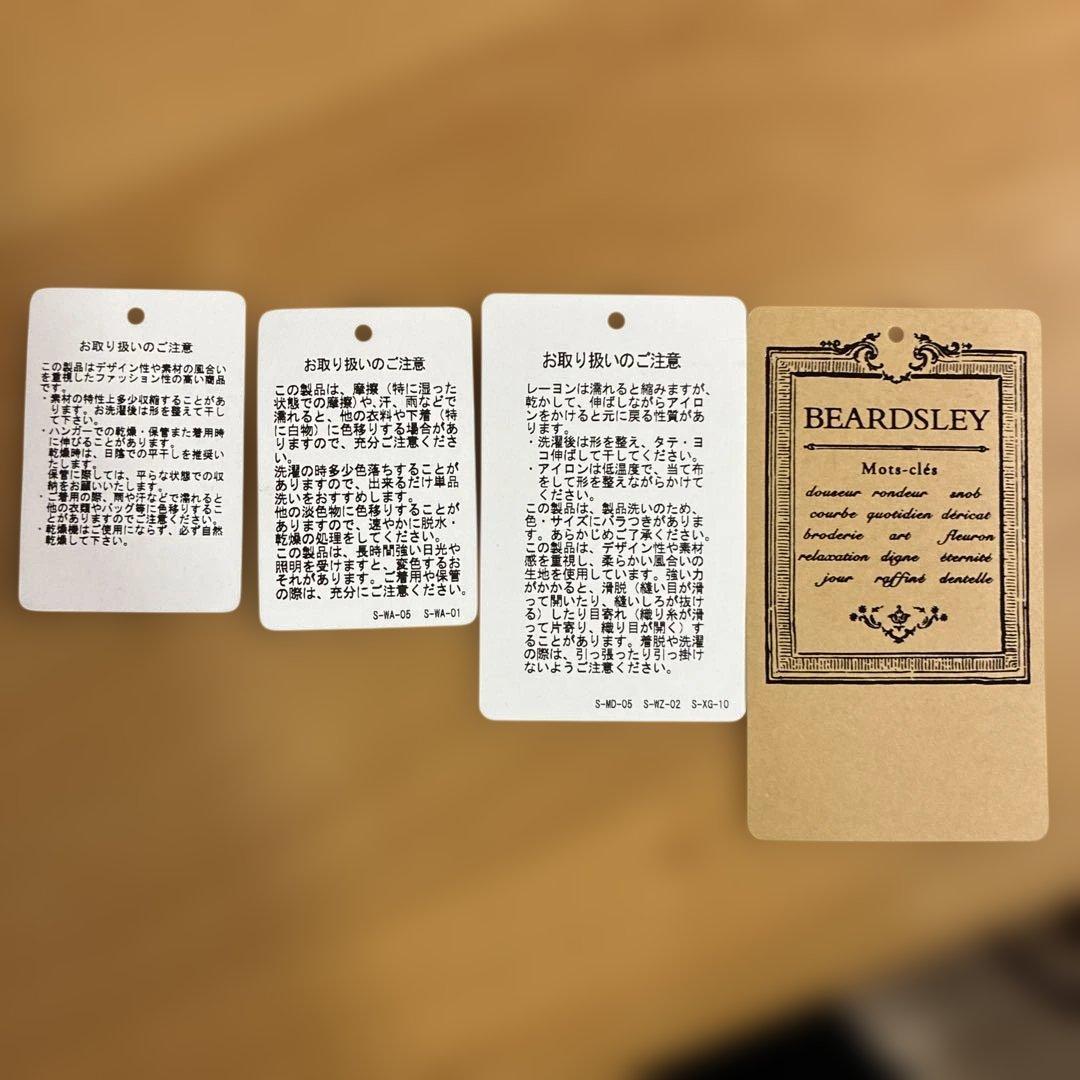 お取り扱いのご注意
この製品はデザイン性や素材の風合い
を重視したファッション性の高い商品
です。
・素材の特性上多少収縮することがあ
ります。お洗濯後は形を整えて干し
て下さい。
・ハンガーでの乾燥・保管また着用時
に伸びることがあります。
乾燥時は、日陰での平干しを推奨い
たします。
保管に際しては、平らな状態での収
納をお願いいたします。
・ご着用の際、雨や汗などで濡れると
他の衣類やバッグ等に色移りするこ
とがありますのでご注意ください。
・乾燥機はご使用にならず、必ず自然
乾燥して下さい。
お取り扱いのご注意
この製品は、摩擦（特に湿った
状態での摩擦）や、汗、雨などで
濡れると、他の衣料や下着（特
に白物）に色移りする場合があ
りますので、充分ご注意くださ
い。
洗濯の時多少色落ちすることが
ありますので、出来るだけ単品
洗いをおすすめします。
他の淡色物に色移りすることが
ありますので、速やかに脱水・
乾燥の処理をしてください。
この製品は、長時間強い日光や
照明を受けますと、変色するお
それがあります。ご着用や保管
の際は、充分にご注意ください。
S-WA-05 S-WA-01
お取り扱いのご注意
レーヨンは濡れると縮みますが、
乾かして、伸ばしながらアイロ
ンをかけると元に戻る性質があ
ります。
・洗濯後は形を整え、タテ・ヨ
コ伸ばして干してください。
・アイロンは低温度で、当て布
をして形を整えながらかけて
ください。
この製品は、製品洗いのため、
色・サイズにバラつきがありま
す。あらかじめご了承ください。
この製品は、デザイン性や素材
感を重視し、柔らかい風合いの
生地を使用しています。強い力
がかかると、滑脱（縫い目が滑
って開いたり、縫いしろが抜け
る）したり目寄れ（織り糸が滑
って片寄り、織り目が開く）す
ることがあります。着脱や洗濯
の際は、引っ張ったり引っ掛け
ないようご注意ください。
S-MD-05 S-WZ-02 S-XG-10
BEARDSLEY
Mots-clés
douseur rondeur snob
courbe quotidien déricat
broderie art fleuron
relaxation digne éternité
jour raffiné dentelle